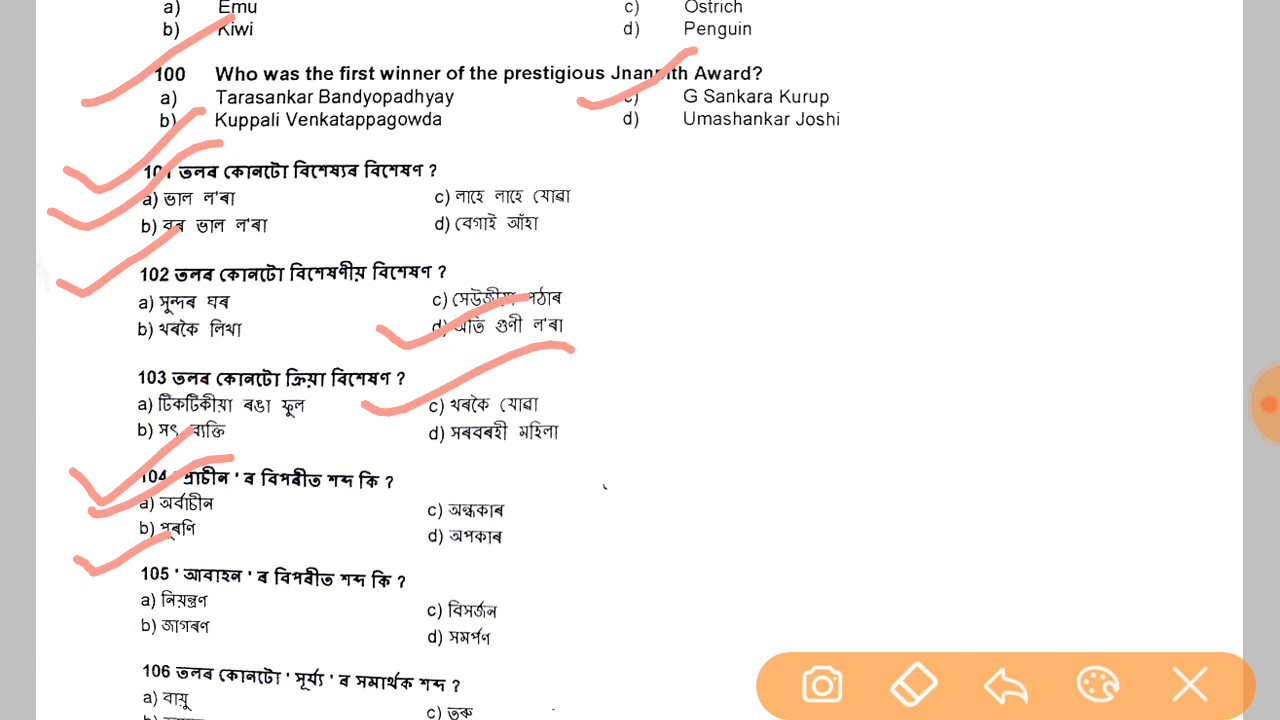 a) Emu c) Ostrich
b) Kiwi d) Penguin
100 Who was the first winner of the prestigious Jnanpith Award?
a) Tarasankar Bandyopadhyay c) G Sankara Kurup
b) Kuppali Venkatappagowda d) Umashankar Joshi
101 তলৰ কোনটো বিশেষ্যৰ বিশেষণ ?
a) ভাল ল'ৰা c) লাহে লাহে যোৱা
b) বৰ ভাল ল'ৰা d) বেগাই আঁহা
102 তলৰ কোনটো বিশেষণীয় বিশেষণ ?
a) সুন্দৰ ঘৰ c) সেউজীয়া পঠাৰ
b) খৰকৈ লিখা d) অতি গুণী ল'ৰা
103 তলৰ কোনটো ক্ৰিয়া বিশেষণ ?
a) টিকটিকীয়া ৰঙা ফুল c) খৰকৈ যোৱা
b) সৎ ব্যক্তি d) সৰবৰহী মহিলা
104 'প্ৰাচীন ' ৰ বিপৰীত শব্দ কি ?
a) অৰ্বাচীন c) অন্ধকাৰ
b) পূৰণি d) অপকাৰ
105 ' আবাহন ' ৰ বিপৰীত শব্দ কি ?
a) নিয়ন্ত্ৰণ c) বিসৰ্জন
b) জাগৰণ d) সমৰ্পণ
106 তলৰ কোনটো ' সূৰ্য্য ' ৰ সমাৰ্থক শব্দ ?
a) বায়ু c) তৰু